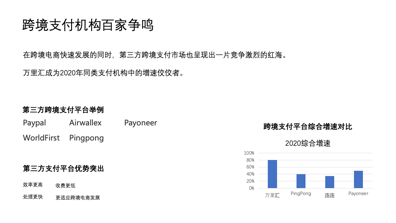 跨境支付机构百家争鸣
在跨境电商快速发展的同时，第三方跨境支付市场也呈现出一片竞争激烈的红海。
万里汇成为2020年同类支付机构中的增速佼佼者。
第三方跨境支付平台举例
Paypal Airwallex Payoneer
WorldFirst Pingpong
第三方支付平台优势突出
效率更高 收费更低
处理更快 更适应跨境电商发展
跨境支付平台综合增速对比
2020综合增速
100%
80%
60%
40%
20%
0%
万里汇 PingPong 连连 Payoneer